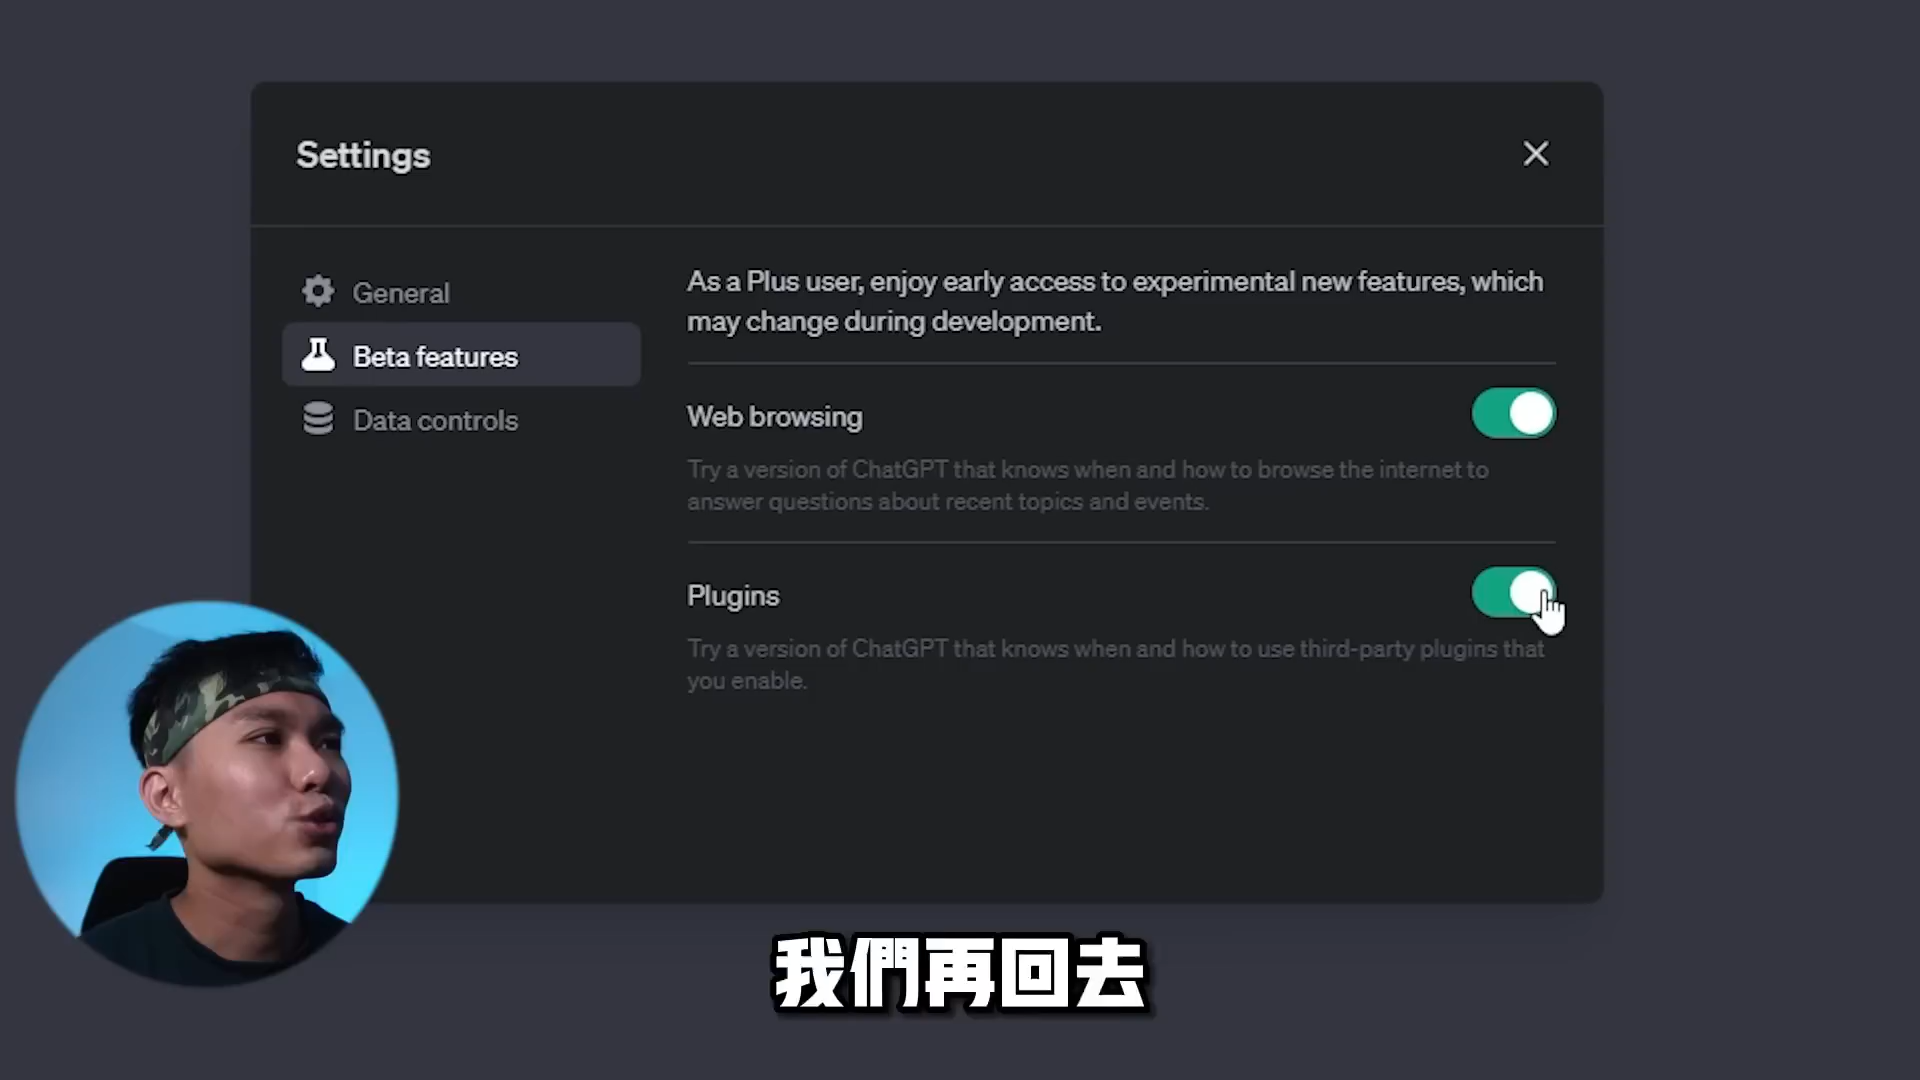 Settings
General
Beta features
Data controls
As a Plus user, enjoy early access to experimental new features, which
may change during development.
Web browsing
Try a version of ChatGPT that knows when and how to browse the internet to
answer questions about recent topics and events.
Plugins
Try a version of ChatGPT that knows when and how to use third-party plugins that
you enable.
我們再回去